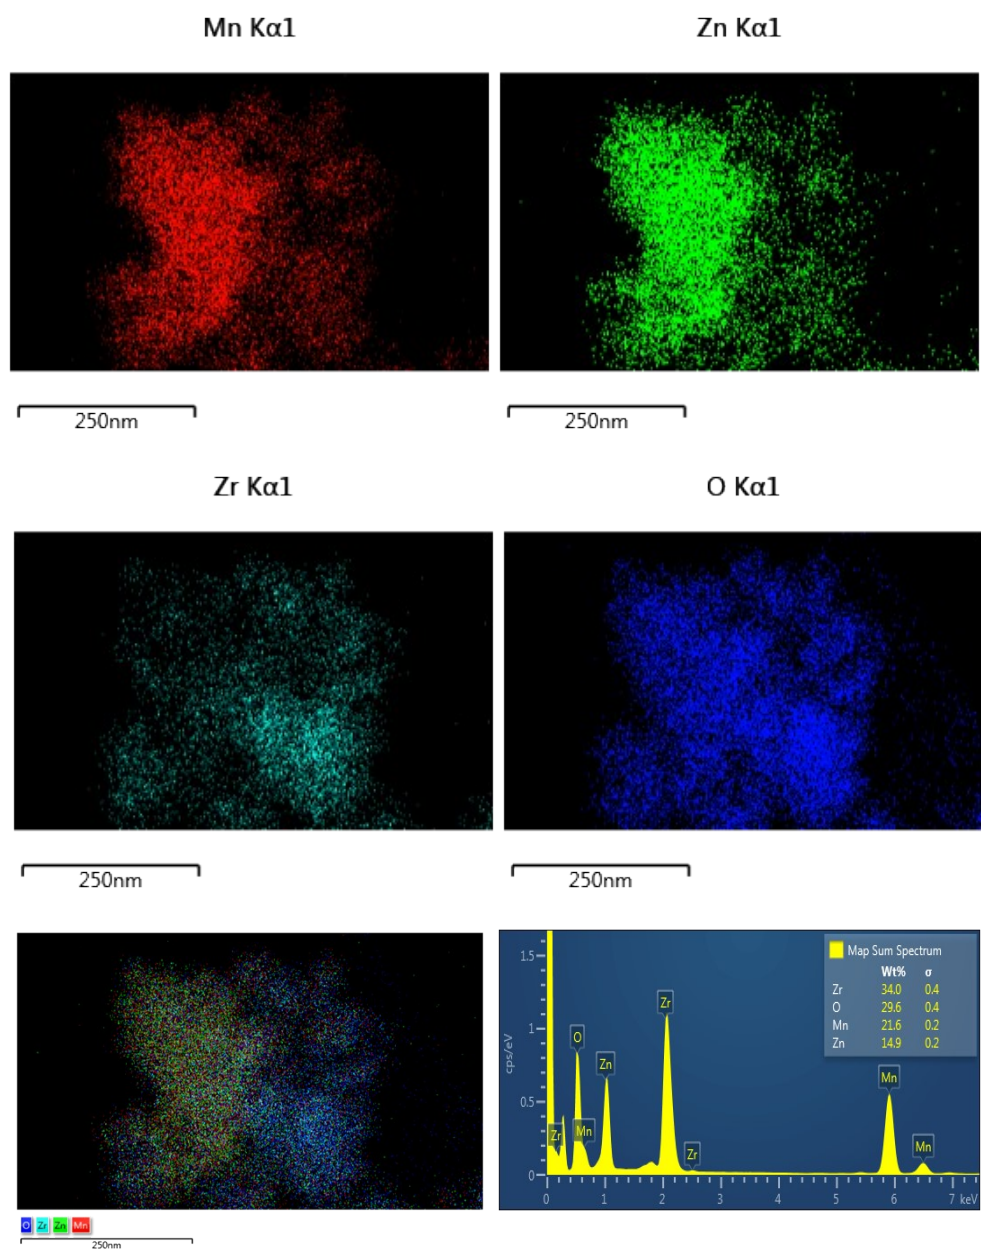 Mn Kα1
Zn Kα1
250nm
250nm
Zr Kα1
O Kα1
250nm
250nm
O Zr Zn Mn
250nm
Map Sum Spectrum
Wt% σ
Zr 34.0 0.4
O 29.6 0.4
Mn 21.6 0.2
Zn 14.9 0.2
cps/eV
1.5
1
0.5
0
Zr
O
Mn
Zn
Zr
Zr
Mn
Mn
0 1 2 3 4 5 6 7 keV